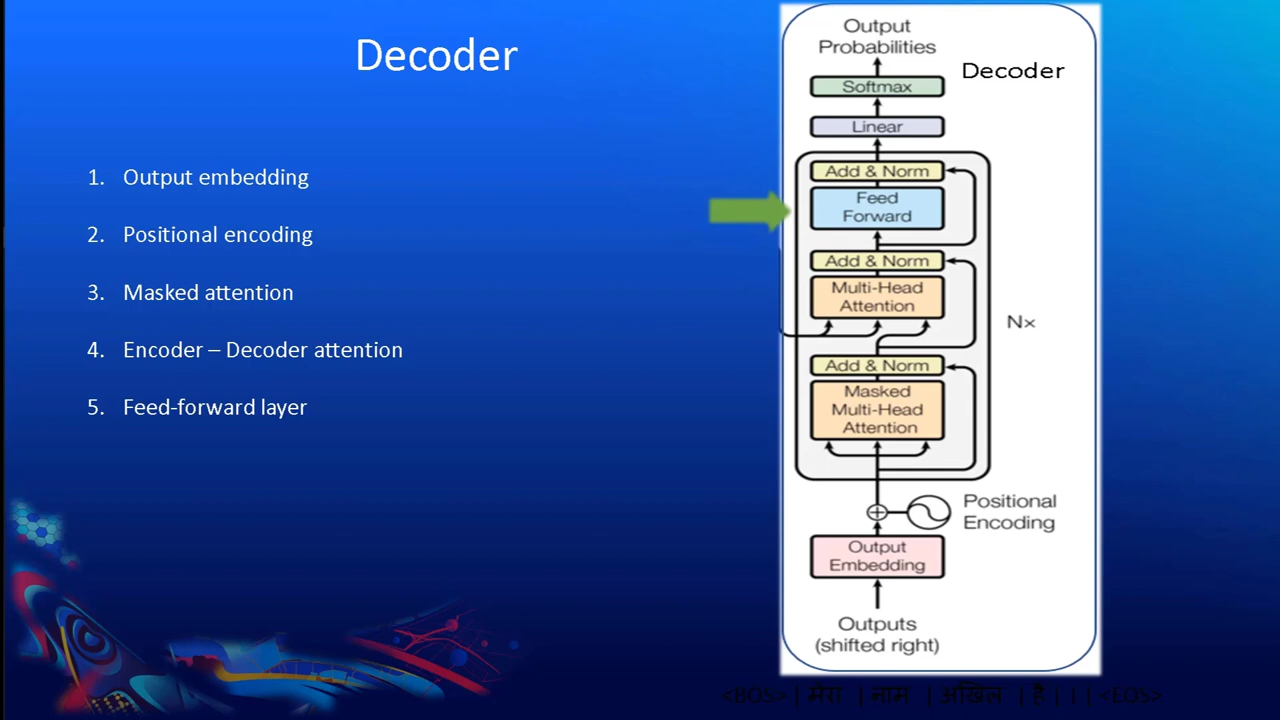 Decoder
1. Output embedding
2. Positional encoding
3. Masked attention
4. Encoder – Decoder attention
5. Feed-forward layer
Output
Probabilities
Decoder
Softmax
Linear
Add & Norm
Feed
Forward
Add & Norm
Multi-Head
Attention
N×
Add & Norm
Masked
Multi-Head
Attention
Positional
Encoding
Output
Embedding
Outputs
(shifted right)
<BOS> | मेरा | नाम | अखिल | है | । | <EOS>